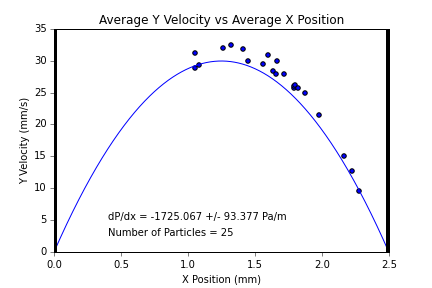 Average Y Velocity vs Average X Position
35
30
25
20
15
10
5
0
Y Velocity (mm/s)
dP/dx = -1725.067 +/- 93.377 Pa/m
Number of Particles = 25
0.0 0.5 1.0 1.5 2.0 2.5
X Position (mm)